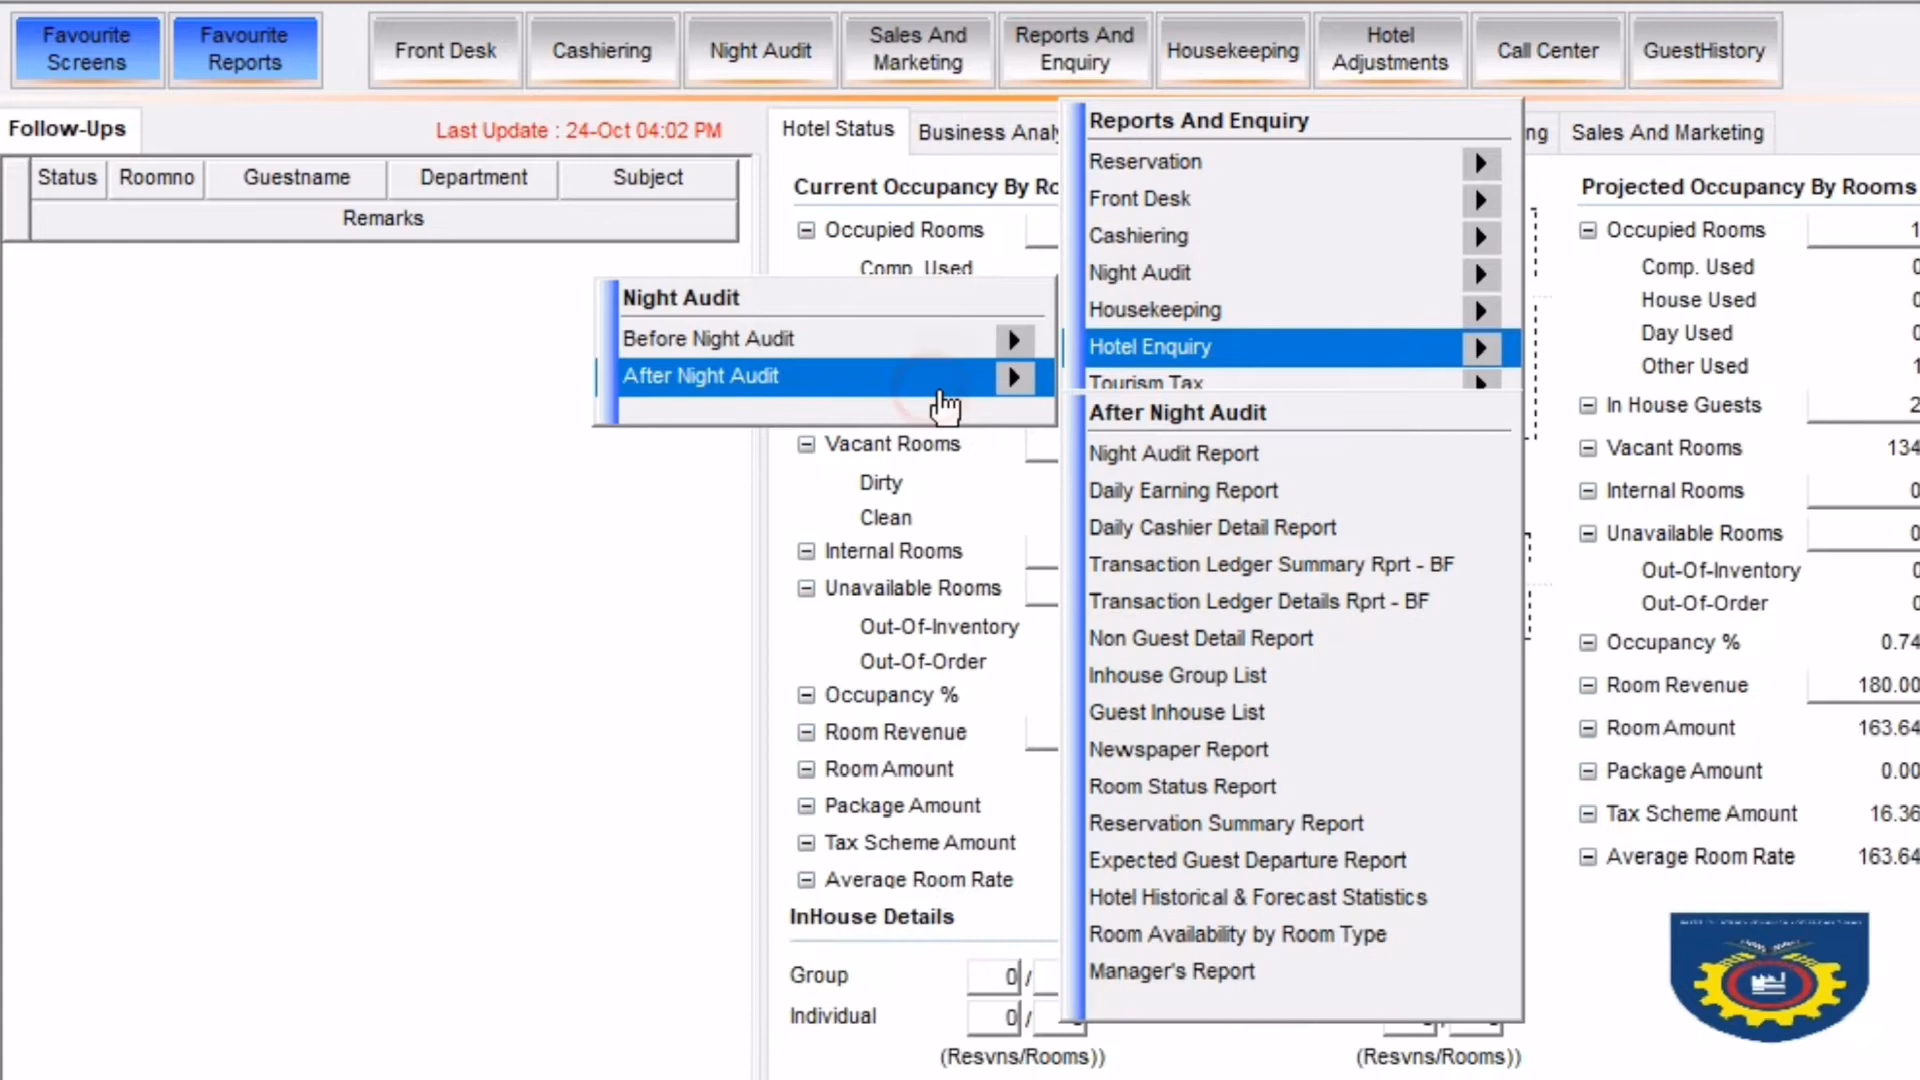 Favourite
Screens
Favourite
Reports
Front Desk
Cashiering
Night Audit
Sales And
Marketing
Reports And
Enquiry
Housekeeping
Hotel
Adjustments
Call Center
GuestHistory
Follow-Ups
Last Update : 24-Oct 04:02 PM
Status
Roomno
Guestname
Department
Subject
Remarks
Hotel Status
Business Analy
ng
Sales And Marketing
Current Occupancy By Ro
Occupied Rooms
Comp. Used
Night Audit
Before Night Audit
After Night Audit
Vacant Rooms
Dirty
Clean
Internal Rooms
Unavailable Rooms
Out-Of-Inventory
Out-Of-Order
Occupancy %
Room Revenue
Room Amount
Package Amount
Tax Scheme Amount
Average Room Rate
InHouse Details
Group 0 /
Individual 0 /
(Resvns/Rooms))
(Resvns/Rooms))
Reports And Enquiry
Reservation
Front Desk
Cashiering
Night Audit
Housekeeping
Hotel Enquiry
Tourism Tax
After Night Audit
Night Audit Report
Daily Earning Report
Daily Cashier Detail Report
Transaction Ledger Summary Rprt - BF
Transaction Ledger Details Rprt - BF
Non Guest Detail Report
Inhouse Group List
Guest Inhouse List
Newspaper Report
Room Status Report
Reservation Summary Report
Expected Guest Departure Report
Hotel Historical & Forecast Statistics
Room Availability by Room Type
Manager's Report
Projected Occupancy By Rooms
Occupied Rooms 1
Comp. Used 0
House Used 0
Day Used 0
Other Used 1
In House Guests 2
Vacant Rooms 134
Internal Rooms 0
Unavailable Rooms 0
Out-Of-Inventory 0
Out-Of-Order 0
Occupancy % 0.74
Room Revenue 180.00
Room Amount 163.64
Package Amount 0.00
Tax Scheme Amount 16.36
Average Room Rate 163.64